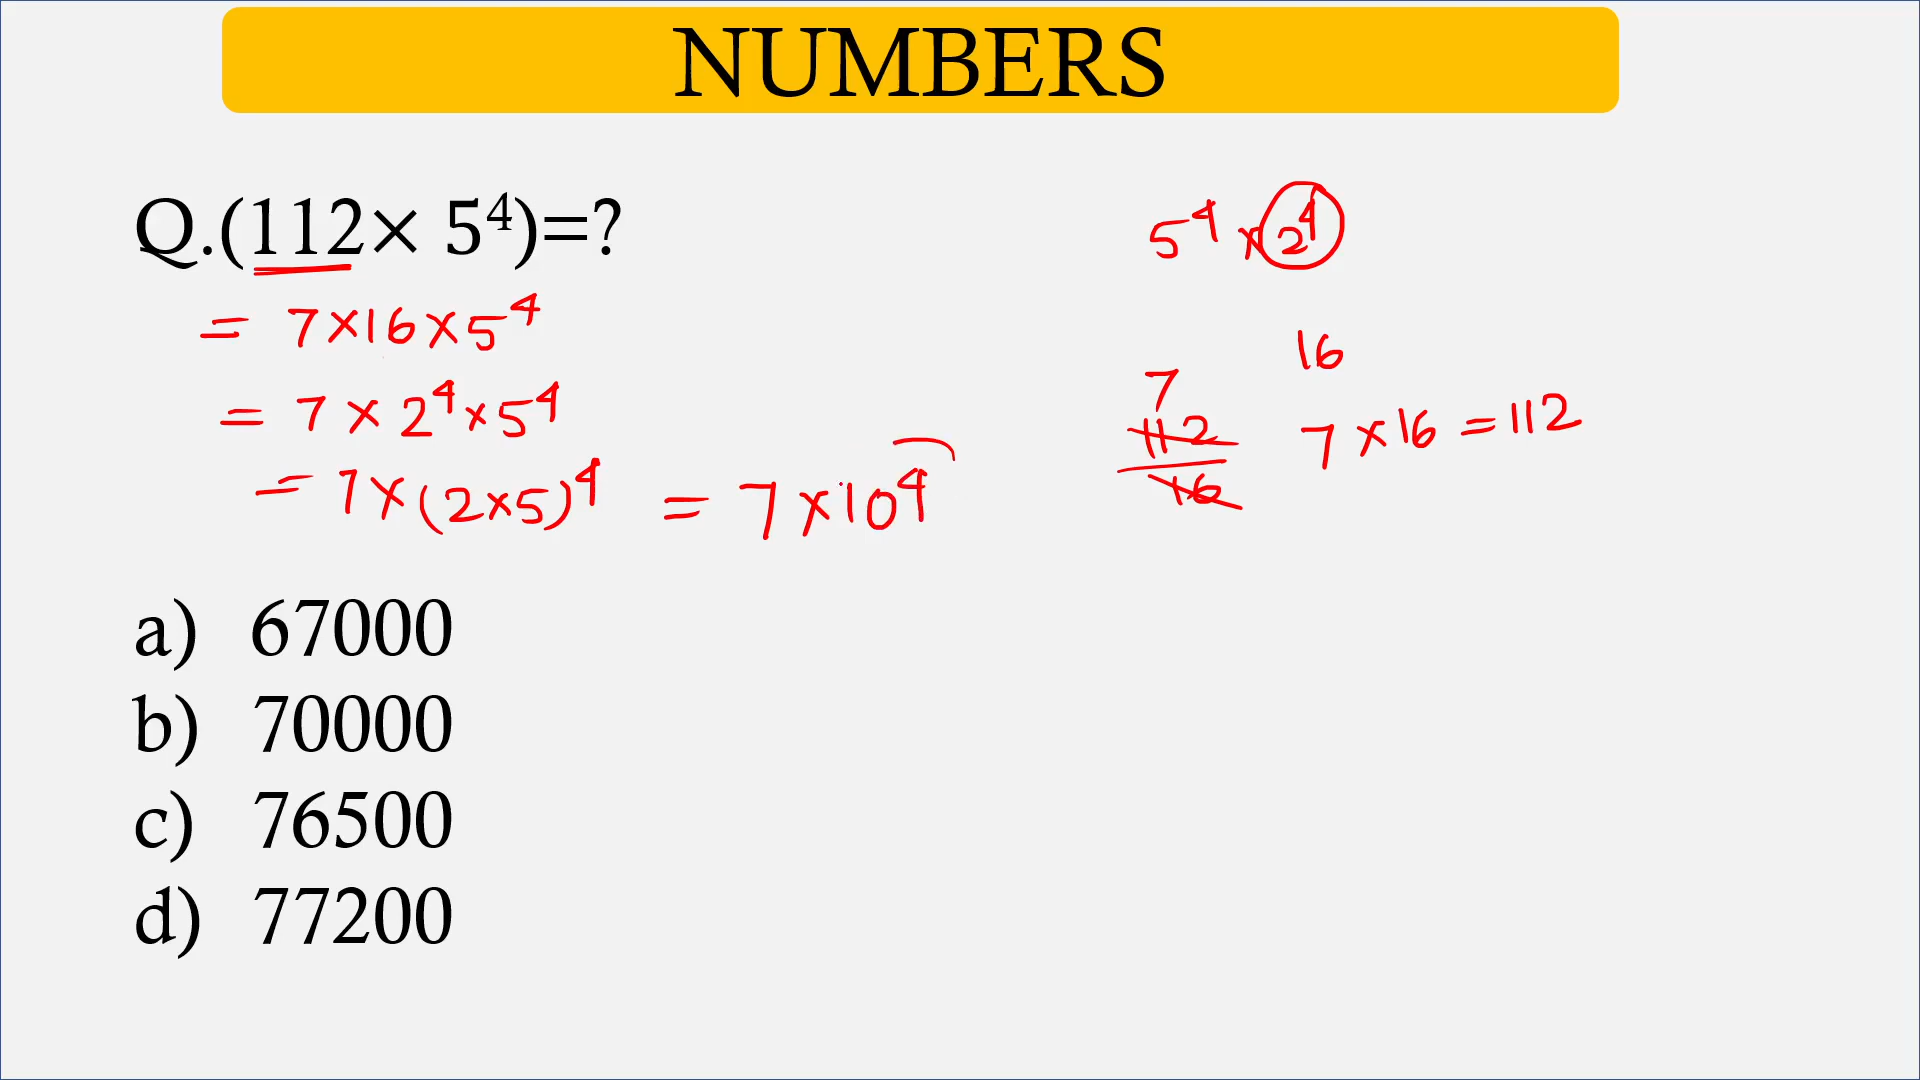 NUMBERS
Q.(112× 5⁴)=?
= 7×16×5⁴
= 7 × 2⁴×5⁴
= 7×(2×5)⁴ = 7×10⁴
5⁴ × 2⁴
16
7
112
16
7 ×16 = 112
a) 67000
b) 70000
c) 76500
d) 77200